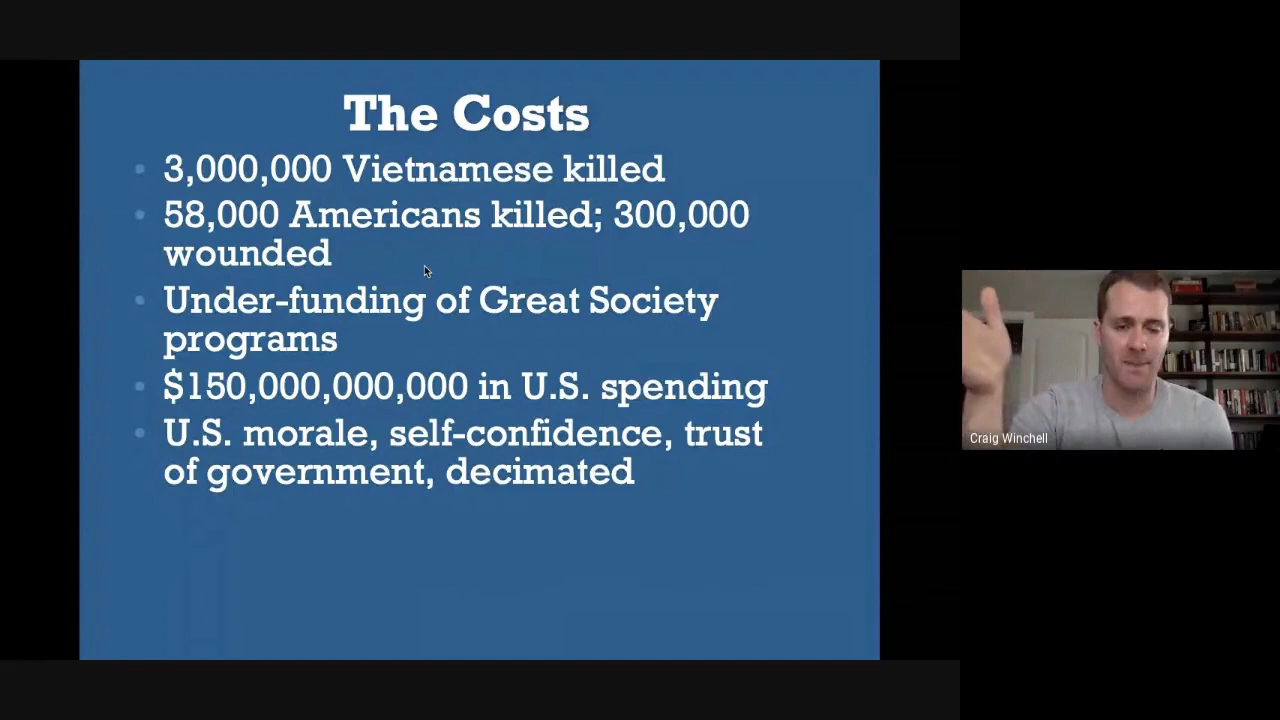 The Costs
• 3,000,000 Vietnamese killed
• 58,000 Americans killed; 300,000
wounded
• Under-funding of Great Society
programs
• $150,000,000,000 in U.S. spending
• U.S. morale, self-confidence, trust
of government, decimated
Craig Winchell